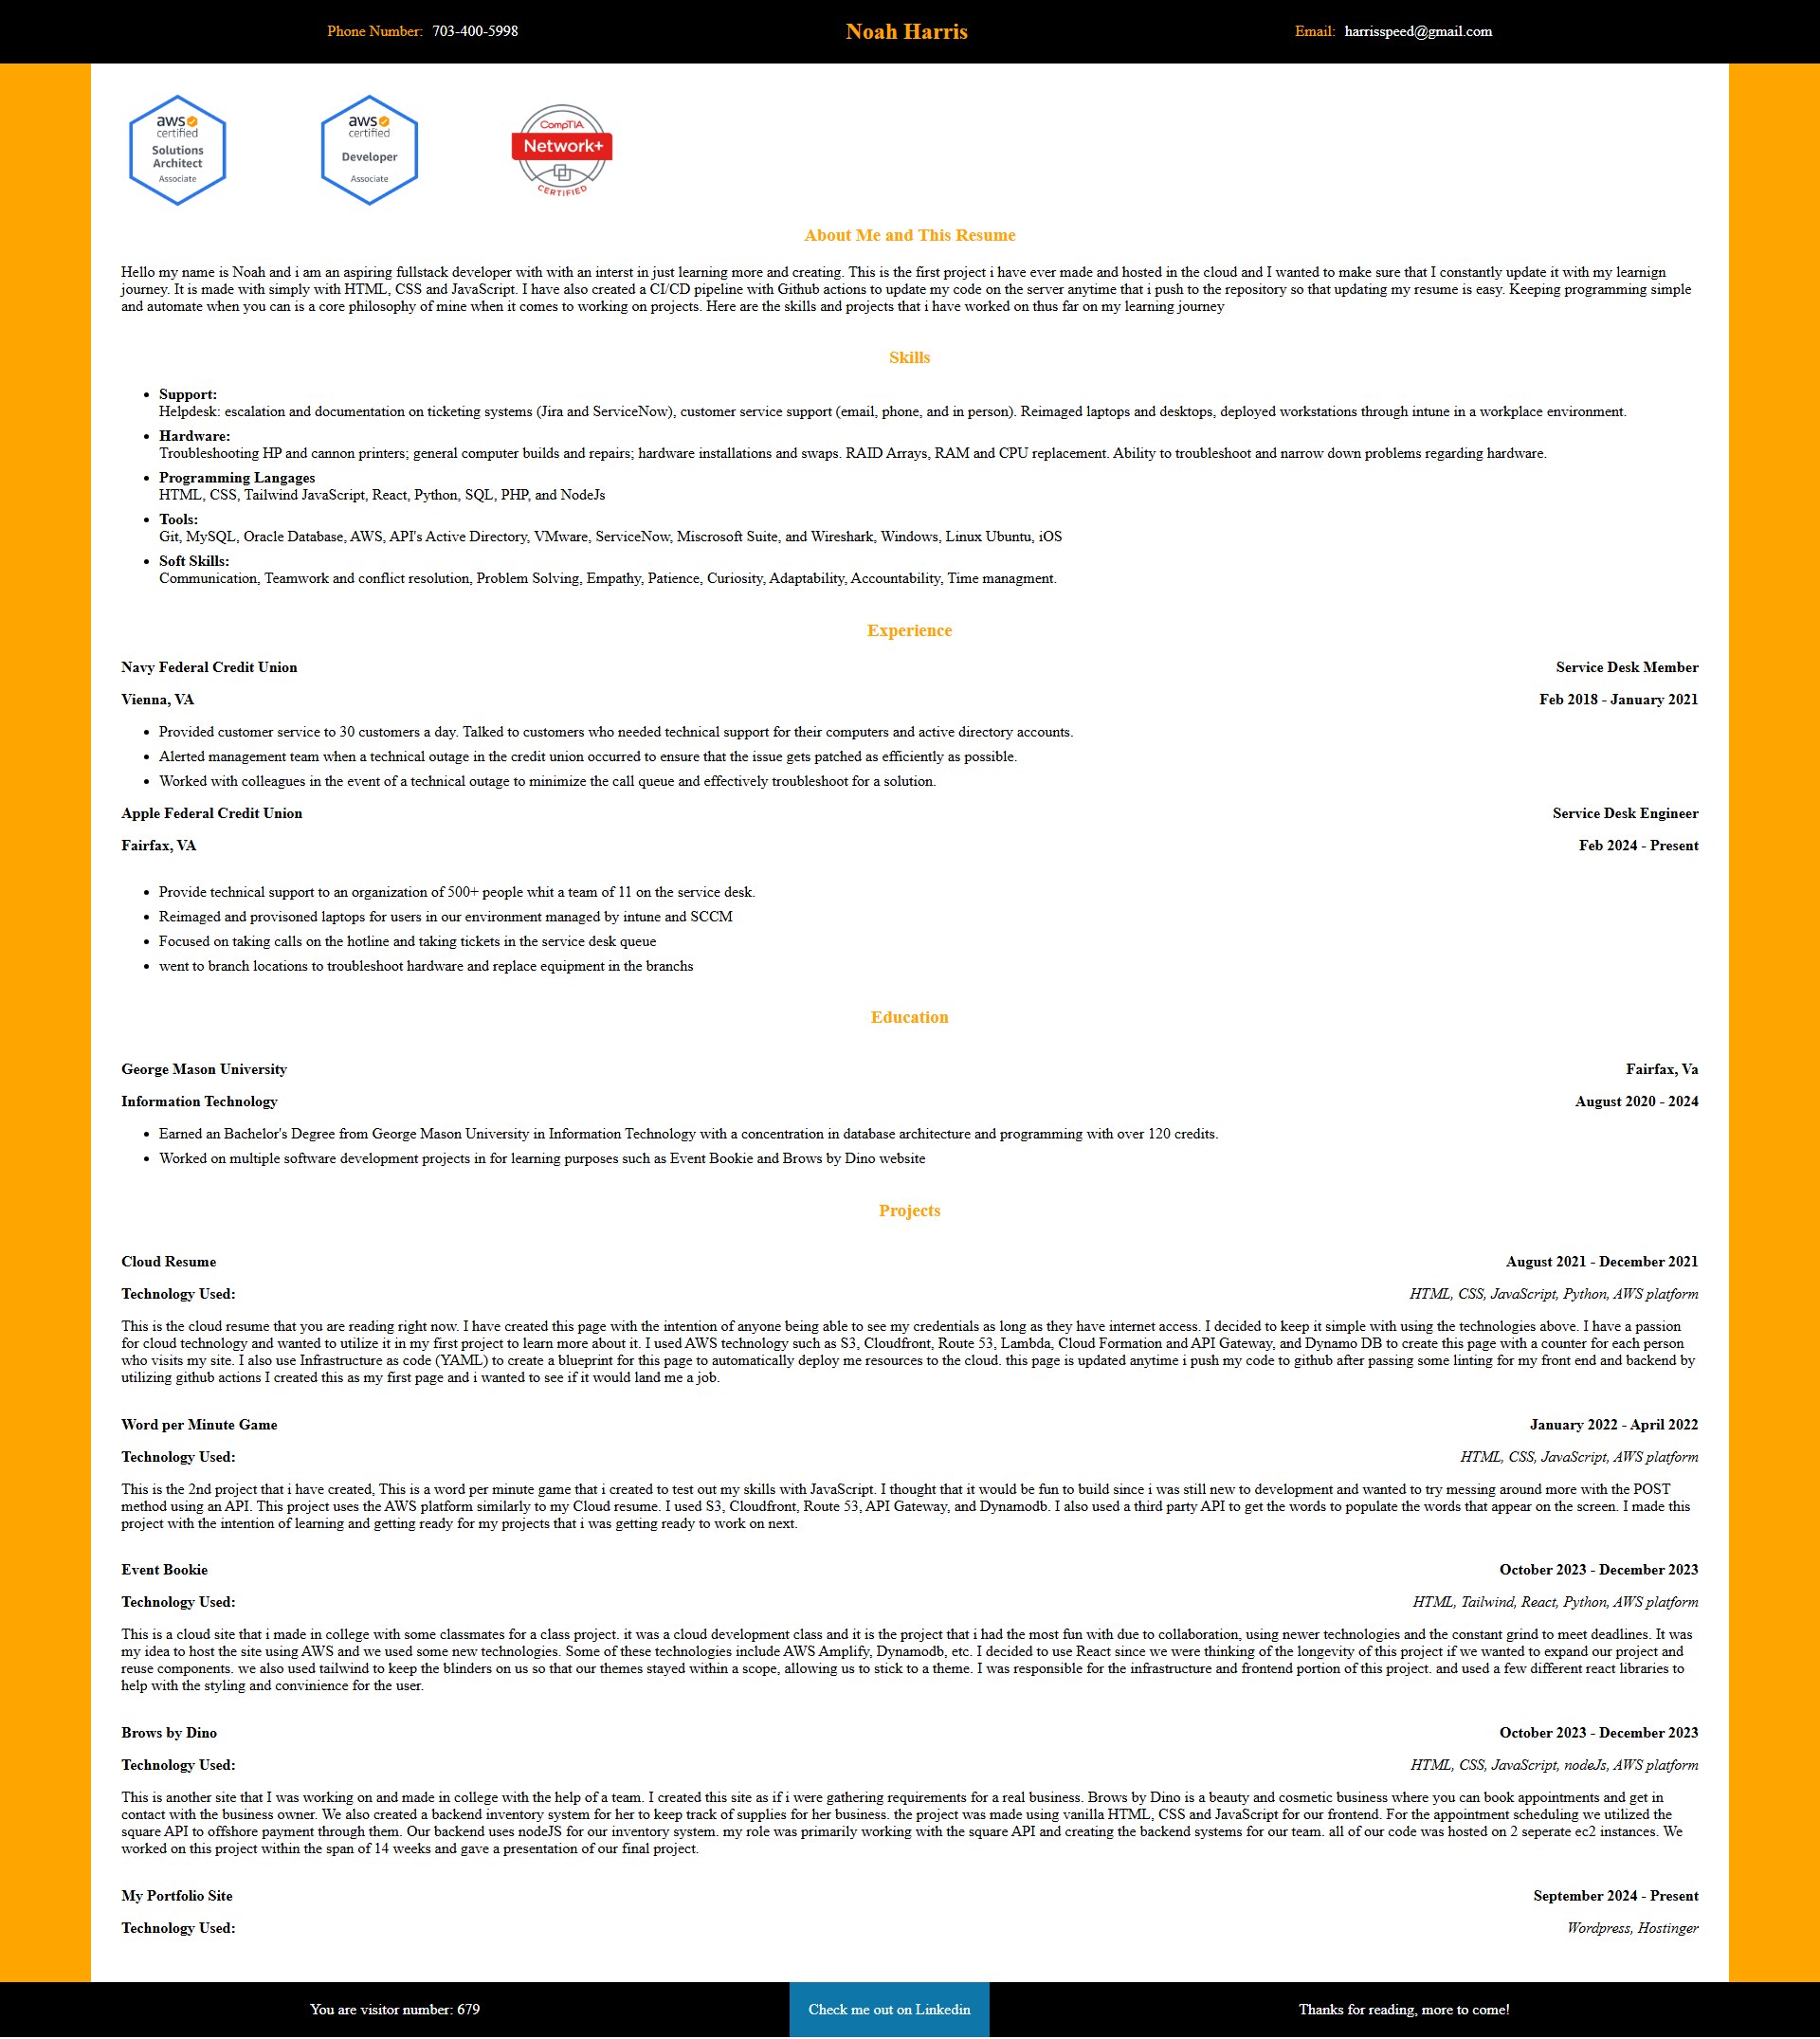 Phone Number: 703-400-5998
Noah Harris
Email: harrisspeed@gmail.com
aws certified Solutions Architect Associate
aws certified Developer Associate
CompTIA. Network+ CERTIFIED
About Me and This Resume
Hello my name is Noah and i am an aspiring fullstack developer with with an interst in just learning more and creating. This is the first project i have ever made and hosted in the cloud and I wanted to make sure that I constantly update it with my learnign
journey. It is made with simply with HTML, CSS and JavaScript. I have also created a CI/CD pipeline with Github actions to update my code on the server anytime that i push to the repository so that updating my resume is easy. Keeping programming simple
and automate when you can is a core philosophy of mine when it comes to working on projects. Here are the skills and projects that i have worked on thus far on my learning journey
Skills
• Support:
Helpdesk: escalation and documentation on ticketing systems (Jira and ServiceNow), customer service support (email, phone, and in person). Reimaged laptops and desktops, deployed workstations through intune in a workplace environment.
• Hardware:
Troubleshooting HP and cannon printers; general computer builds and repairs; hardware installations and swaps. RAID Arrays, RAM and CPU replacement. Ability to troubleshoot and narrow down problems regarding hardware.
• Programming Langages
HTML, CSS, Tailwind JavaScript, React, Python, SQL, PHP, and NodeJs
• Tools:
Git, MySQL, Oracle Database, AWS, API's Active Directory, VMware, ServiceNow, Miscrosoft Suite, and Wireshark, Windows, Linux Ubuntu, iOS
• Soft Skills:
Communication, Teamwork and conflict resolution, Problem Solving, Empathy, Patience, Curiosity, Adaptability, Accountability, Time managment.
Experience
Navy Federal Credit Union Service Desk Member
Vienna, VA Feb 2018 - January 2021
• Provided customer service to 30 customers a day. Talked to customers who needed technical support for their computers and active directory accounts.
• Alerted management team when a technical outage in the credit union occurred to ensure that the issue gets patched as efficiently as possible.
• Worked with colleagues in the event of a technical outage to minimize the call queue and effectively troubleshoot for a solution.
Apple Federal Credit Union Service Desk Engineer
Fairfax, VA Feb 2024 - Present
• Provide technical support to an organization of 500+ people whit a team of 11 on the service desk.
• Reimaged and provisoned laptops for users in our environment managed by intune and SCCM
• Focused on taking calls on the hotline and taking tickets in the service desk queue
• went to branch locations to troubleshoot hardware and replace equipment in the branchs
Education
George Mason University Fairfax, Va
Information Technology August 2020 - 2024
• Earned an Bachelor's Degree from George Mason University in Information Technology with a concentration in database architecture and programming with over 120 credits.
• Worked on multiple software development projects in for learning purposes such as Event Bookie and Brows by Dino website
Projects
Cloud Resume August 2021 - December 2021
Technology Used: HTML, CSS, JavaScript, Python, AWS platform
This is the cloud resume that you are reading right now. I have created this page with the intention of anyone being able to see my credentials as long as they have internet access. I decided to keep it simple with using the technologies above. I have a passion
for cloud technology and wanted to utilize it in my first project to learn more about it. I used AWS technology such as S3, Cloudfront, Route 53, Lambda, Cloud Formation and API Gateway, and Dynamo DB to create this page with a counter for each person
who visits my site. I also use Infrastructure as code (YAML) to create a blueprint for this page to automatically deploy me resources to the cloud. this page is updated anytime i push my code to github after passing some linting for my front end and backend by
utilizing github actions I created this as my first page and i wanted to see if it would land me a job.
Word per Minute Game January 2022 - April 2022
Technology Used: HTML, CSS, JavaScript, AWS platform
This is the 2nd project that i have created, This is a word per minute game that i created to test out my skills with JavaScript. I thought that it would be fun to build since i was still new to development and wanted to try messing around more with the POST
method using an API. This project uses the AWS platform similarly to my Cloud resume. I used S3, Cloudfront, Route 53, API Gateway, and Dynamodb. I also used a third party API to get the words to populate the words that appear on the screen. I made this
project with the intention of learning and getting ready for my projects that i was getting ready to work on next.
Event Bookie October 2023 - December 2023
Technology Used: HTML, Tailwind, React, Python, AWS platform
This is a cloud site that i made in college with some classmates for a class project. it was a cloud development class and it is the project that i had the most fun with due to collaboration, using newer technologies and the constant grind to meet deadlines. It was
my idea to host the site using AWS and we used some new technologies. Some of these technologies include AWS Amplify, Dynamodb, etc. I decided to use React since we were thinking of the longevity of this project if we wanted to expand our project and
reuse components. we also used tailwind to keep the blinders on us so that our themes stayed within a scope, allowing us to stick to a theme. I was responsible for the infrastructure and frontend portion of this project. and used a few different react libraries to
help with the styling and convinience for the user.
Brows by Dino October 2023 - December 2023
Technology Used: HTML, CSS, JavaScript, nodeJs, AWS platform
This is another site that I was working on and made in college with the help of a team. I created this site as if i were gathering requirements for a real business. Brows by Dino is a beauty and cosmetic business where you can book appointments and get in
contact with the business owner. We also created a backend inventory system for her to keep track of supplies for her business. the project was made using vanilla HTML, CSS and JavaScript for our frontend. For the appointment scheduling we utilized the
square API to offshore payment through them. Our backend uses nodeJS for our inventory system. my role was primarily working with the square API and creating the backend systems for our team. all of our code was hosted on 2 seperate ec2 instances. We
worked on this project within the span of 14 weeks and gave a presentation of our final project.
My Portfolio Site September 2024 - Present
Technology Used: Wordpress, Hostinger
You are visitor number: 679
Check me out on Linkedin
Thanks for reading, more to come!